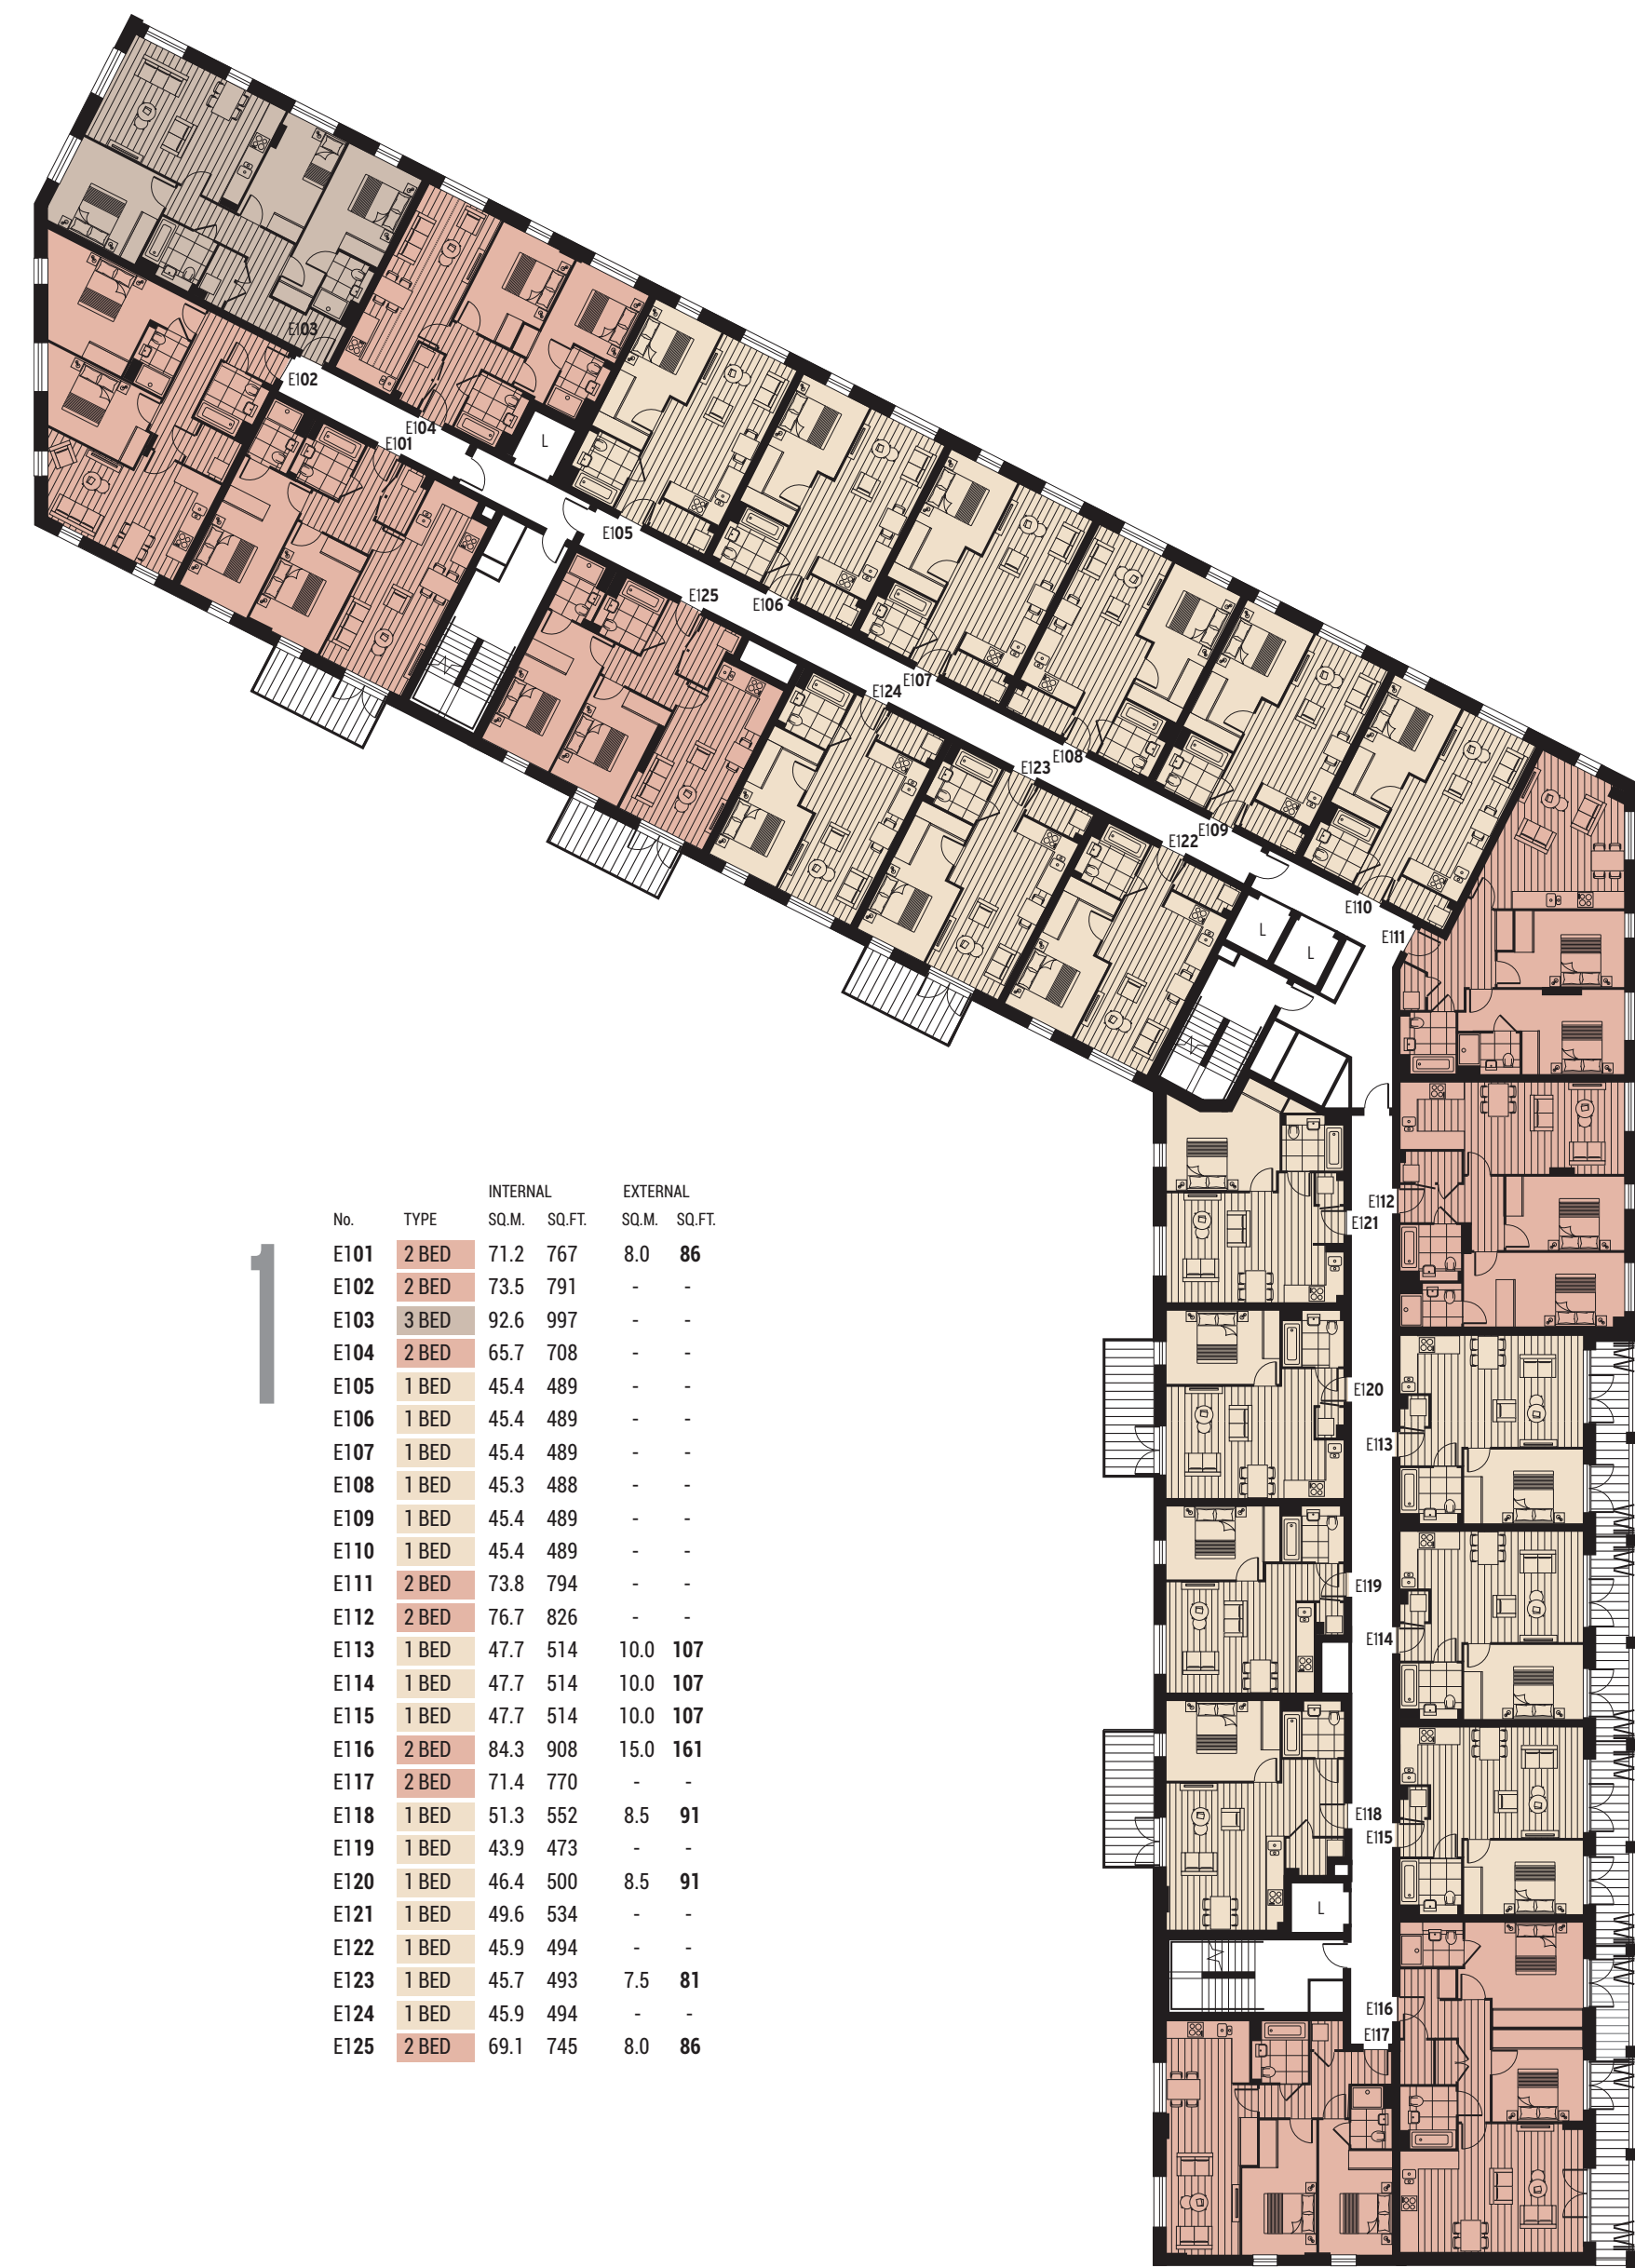 E103
E102
E104
E101
L
E105
E125
E106
E107
E124
E108
E123
E109
E122
E110
E111
L
L
E112
E121
E120
E113
E119
E114
E118
E115
L
E116
E117
1
INTERNAL EXTERNAL
No. TYPE SQ.M. SQ.FT. SQ.M. SQ.FT.
E101 2 BED 71.2 767 8.0 86
E102 2 BED 73.5 791 - -
E103 3 BED 92.6 997 - -
E104 2 BED 65.7 708 - -
E105 1 BED 45.4 489 - -
E106 1 BED 45.4 489 - -
E107 1 BED 45.4 489 - -
E108 1 BED 45.3 488 - -
E109 1 BED 45.4 489 - -
E110 1 BED 45.4 489 - -
E111 2 BED 73.8 794 - -
E112 2 BED 76.7 826 - -
E113 1 BED 47.7 514 10.0 107
E114 1 BED 47.7 514 10.0 107
E115 1 BED 47.7 514 10.0 107
E116 2 BED 84.3 908 15.0 161
E117 2 BED 71.4 770 - -
E118 1 BED 51.3 552 8.5 91
E119 1 BED 43.9 473 - -
E120 1 BED 46.4 500 8.5 91
E121 1 BED 49.6 534 - -
E122 1 BED 45.9 494 - -
E123 1 BED 45.7 493 7.5 81
E124 1 BED 45.9 494 - -
E125 2 BED 69.1 745 8.0 86